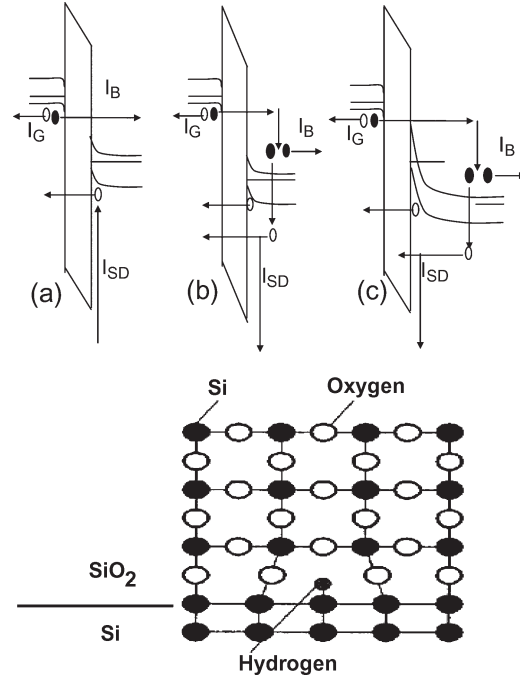 I_B
I_G
I_SD
(a)
I_B
I_G
I_SD
(b)
I_B
I_G
I_SD
(c)
Si
Oxygen
SiO₂
Si
Hydrogen